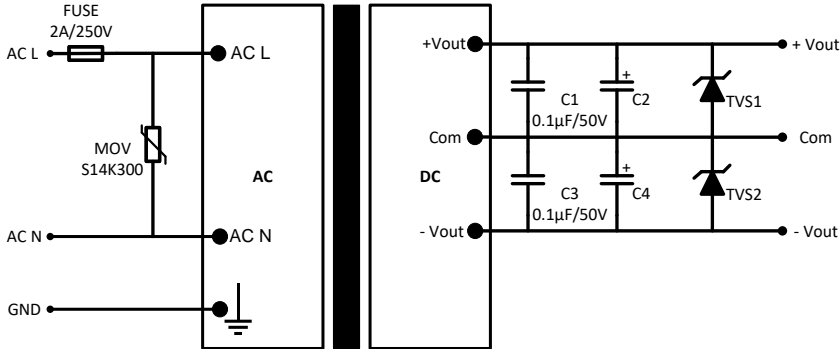 FUSE
2A/250V
AC L
AC L
+Vout
+ Vout
C1
C2
TVS1
0.1µF/50V
Com
Com
MOV
S14K300
AC
DC
+
+
C3
C4
TVS2
0.1µF/50V
AC N
AC N
- Vout
- Vout
GND